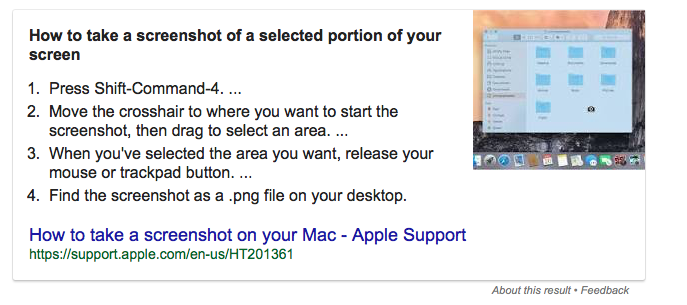 How to take a screenshot of a selected portion of your
screen
1. Press Shift-Command-4. ...
2. Move the crosshair to where you want to start the
screenshot, then drag to select an area. ...
3. When you've selected the area you want, release your
mouse or trackpad button. ...
4. Find the screenshot as a .png file on your desktop.
How to take a screenshot on your Mac - Apple Support
https://support.apple.com/en-us/HT201361
About this result • Feedback